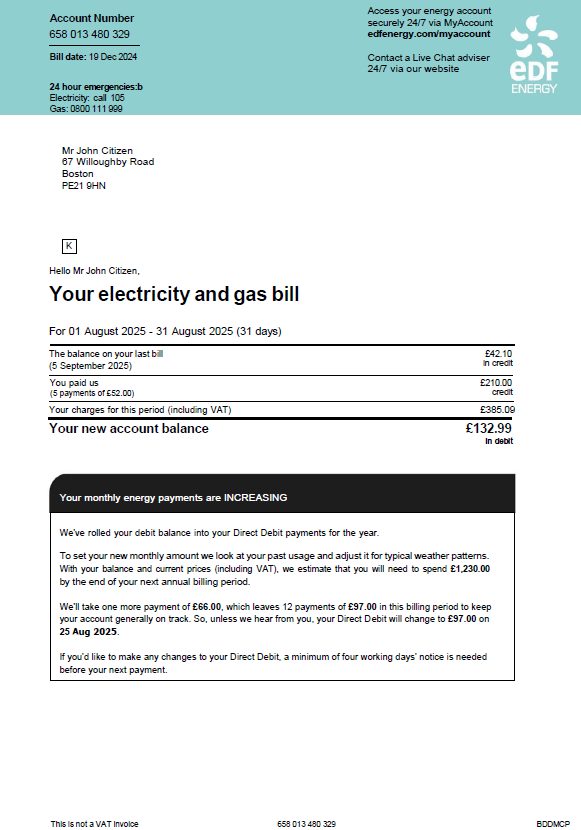 Account Number
658 013 480 329
Bill date: 19 Dec 2024
24 hour emergencies:b
Electricity: call 105
Gas: 0800 111 999
Access your energy account
securely 24/7 via MyAccount
edfenergy.com/myaccount
Contact a Live Chat adviser
24/7 via our website
eDF
ENERGY
Mr John Citizen
67 Willoughby Road
Boston
PE21 9HN
K
Hello Mr John Citizen,
Your electricity and gas bill
For 01 August 2025 - 31 August 2025 (31 days)
The balance on your last bill £42.10
(5 September 2025) in credit
You paid us £210.00
(5 payments of £52.00) credit
Your charges for this period (including VAT) £385.09
Your new account balance £132.99
in debit
Your monthly energy payments are INCREASING
We've rolled your debit balance into your Direct Debit payments for the year.
To set your new monthly amount we look at your past usage and adjust it for typical weather patterns.
With your balance and current prices (including VAT), we estimate that you will need to spend £1,230.00
by the end of your next annual billing period.
We'll take one more payment of £66.00, which leaves 12 payments of £97.00 in this billing period to keep
your account generally on track. So, unless we hear from you, your Direct Debit will change to £97.00 on
25 Aug 2025.
If you'd like to make any changes to your Direct Debit, a minimum of four working days' notice is needed
before your next payment.
This is not a VAT invoice 658 013 480 329 BDDMCP